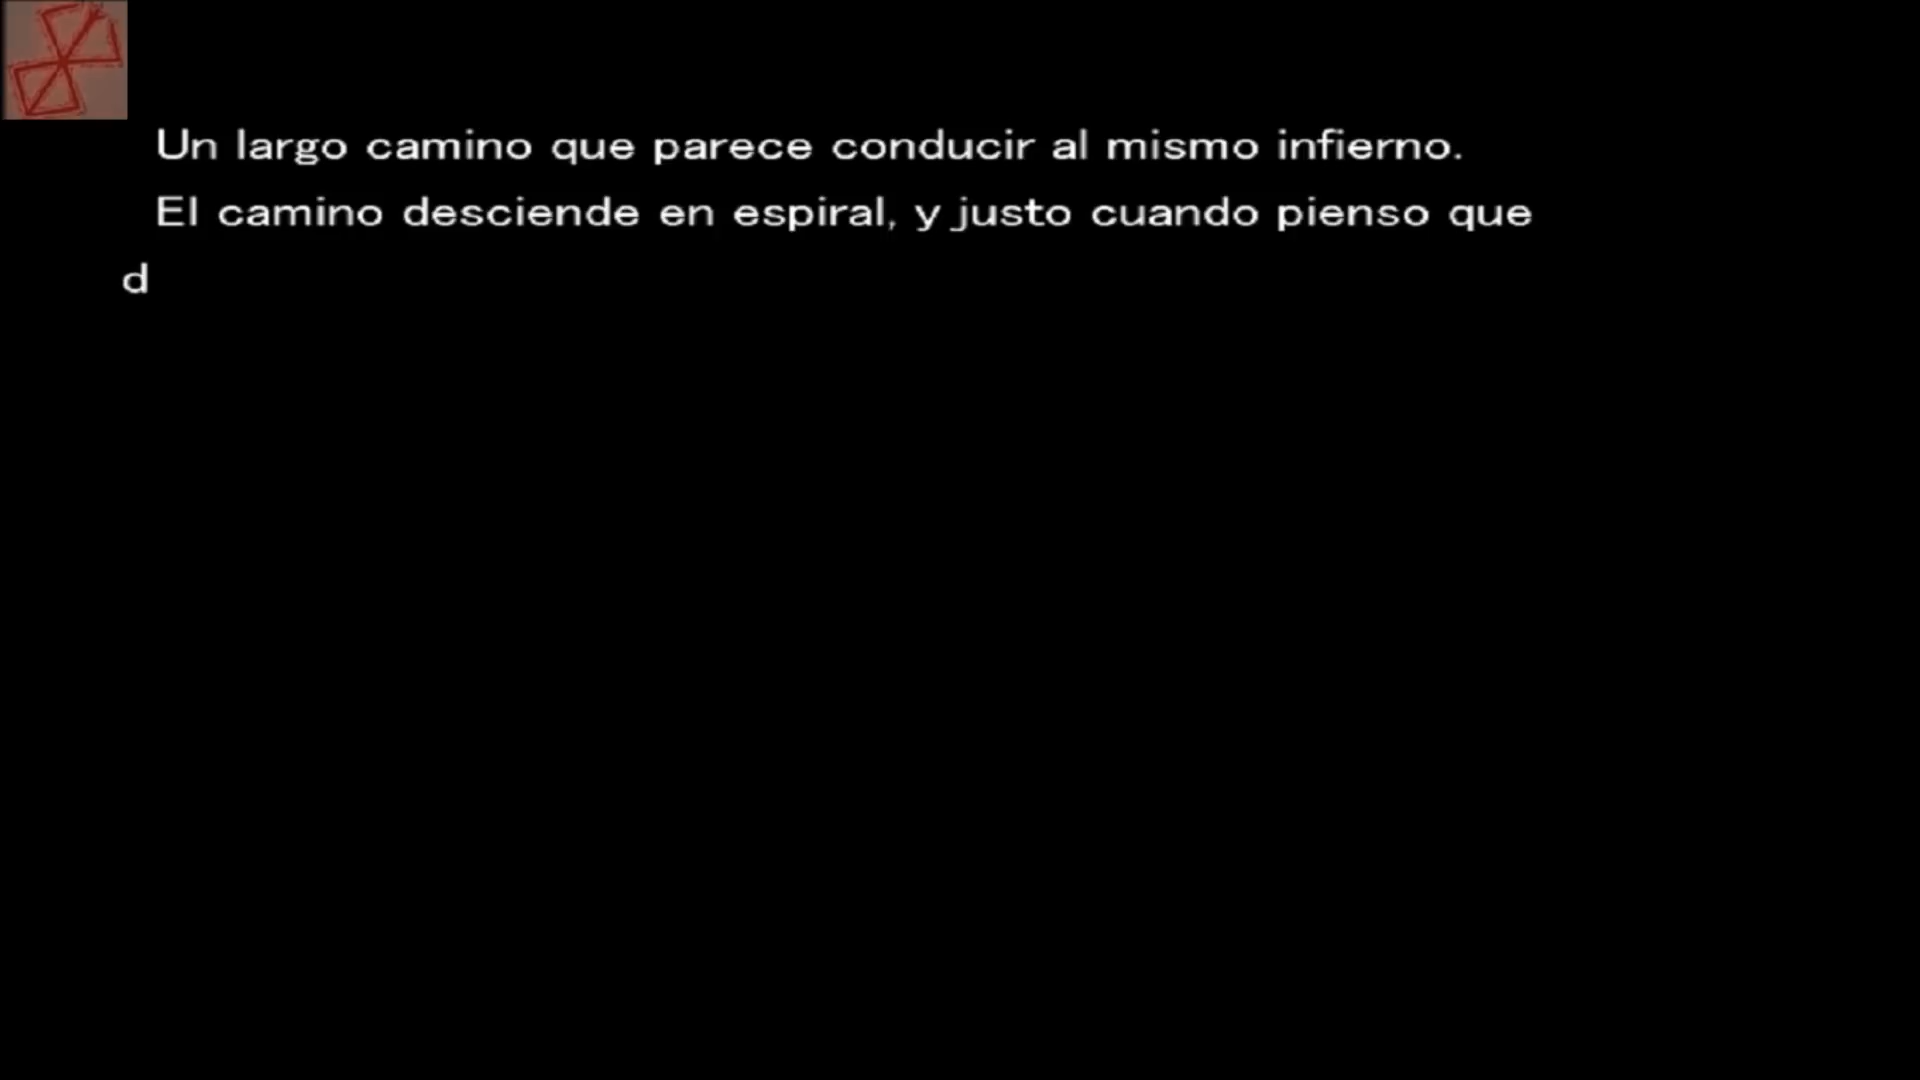 Un largo camino que parece conducir al mismo infierno.
El camino desciende en espiral, y justo cuando pienso que
d